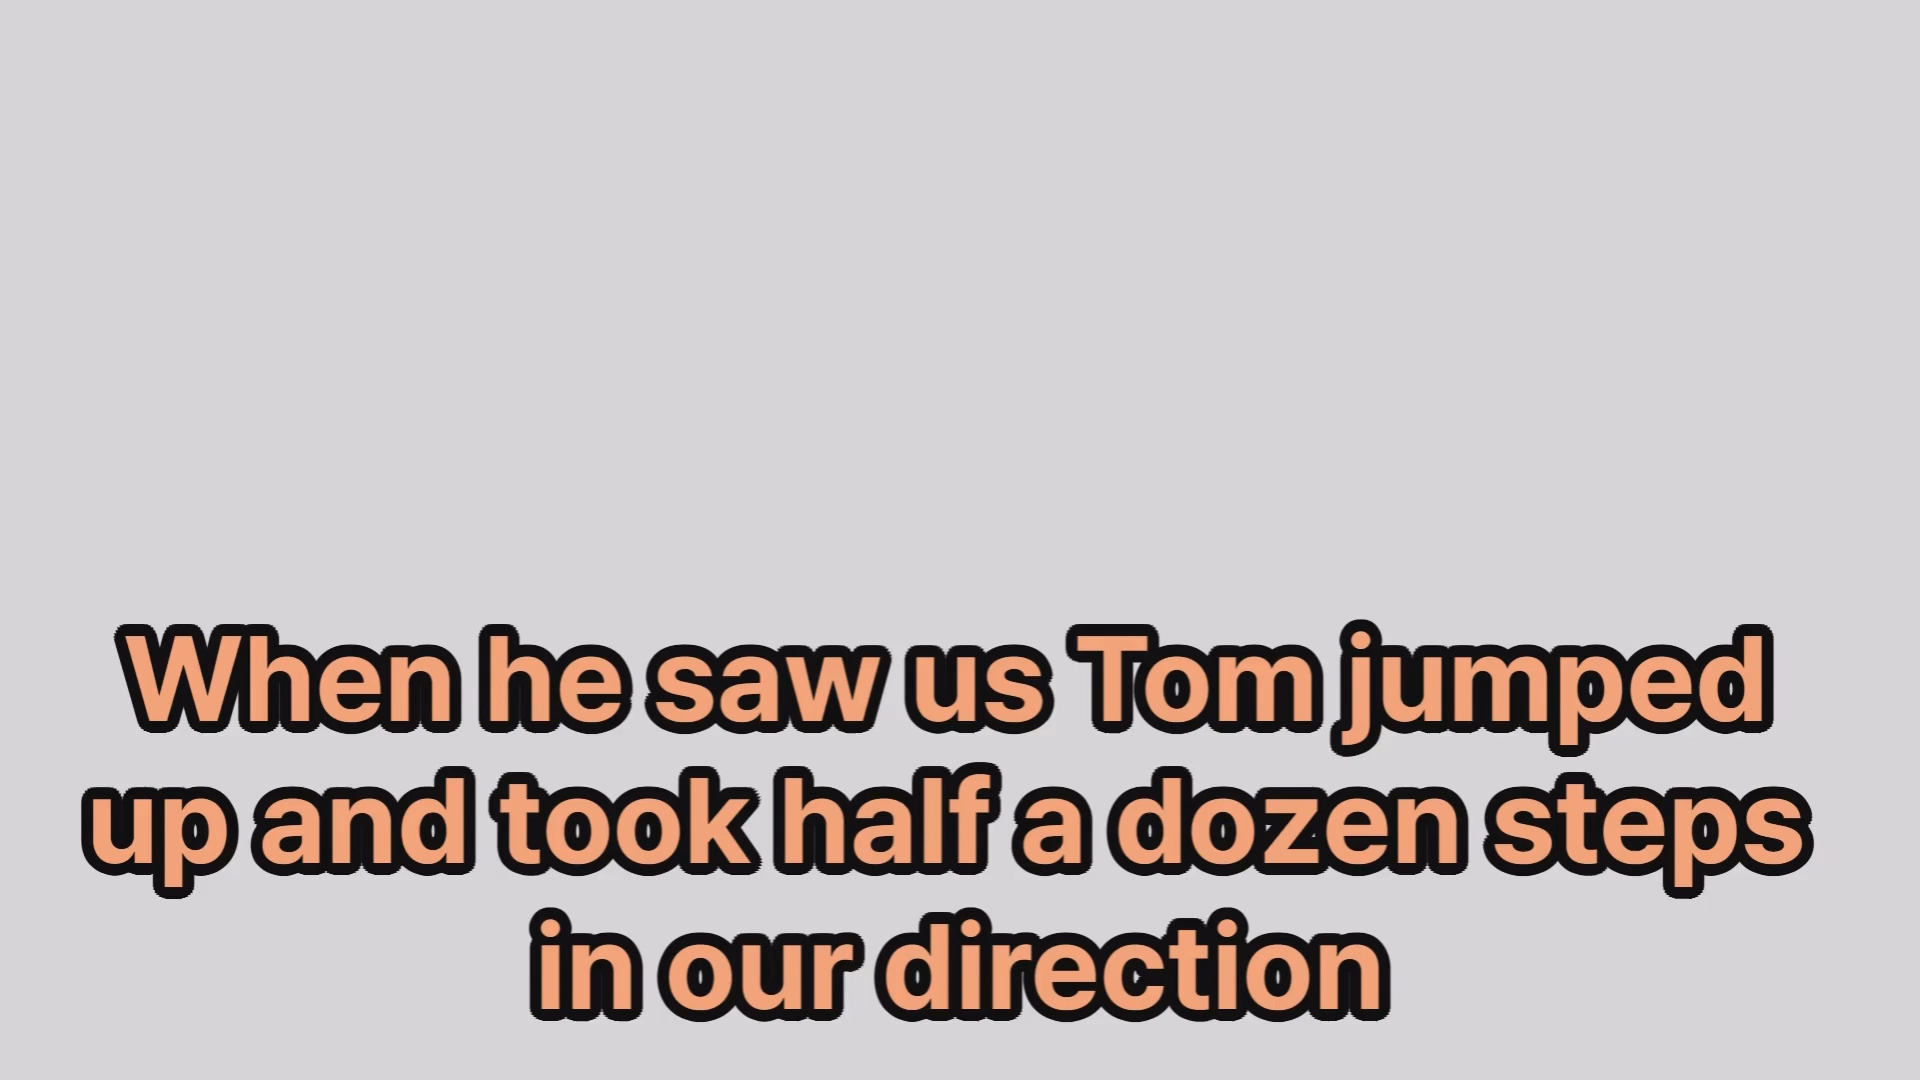 When he saw us Tom jumped
up and took half a dozen steps
in our direction